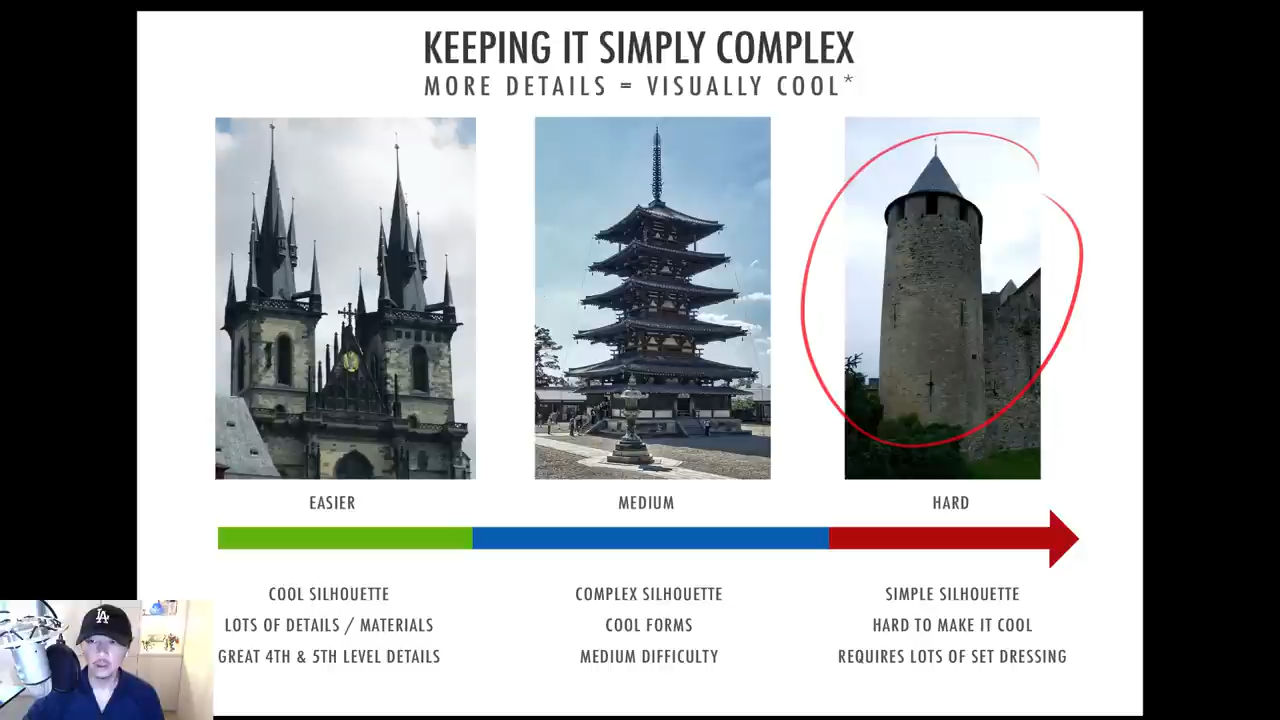 KEEPING IT SIMPLY COMPLEX
MORE DETAILS = VISUALLY COOL*
EASIER
MEDIUM
HARD
COOL SILHOUETTE
LOTS OF DETAILS / MATERIALS
GREAT 4TH & 5TH LEVEL DETAILS
COMPLEX SILHOUETTE
COOL FORMS
MEDIUM DIFFICULTY
SIMPLE SILHOUETTE
HARD TO MAKE IT COOL
REQUIRES LOTS OF SET DRESSING
LA